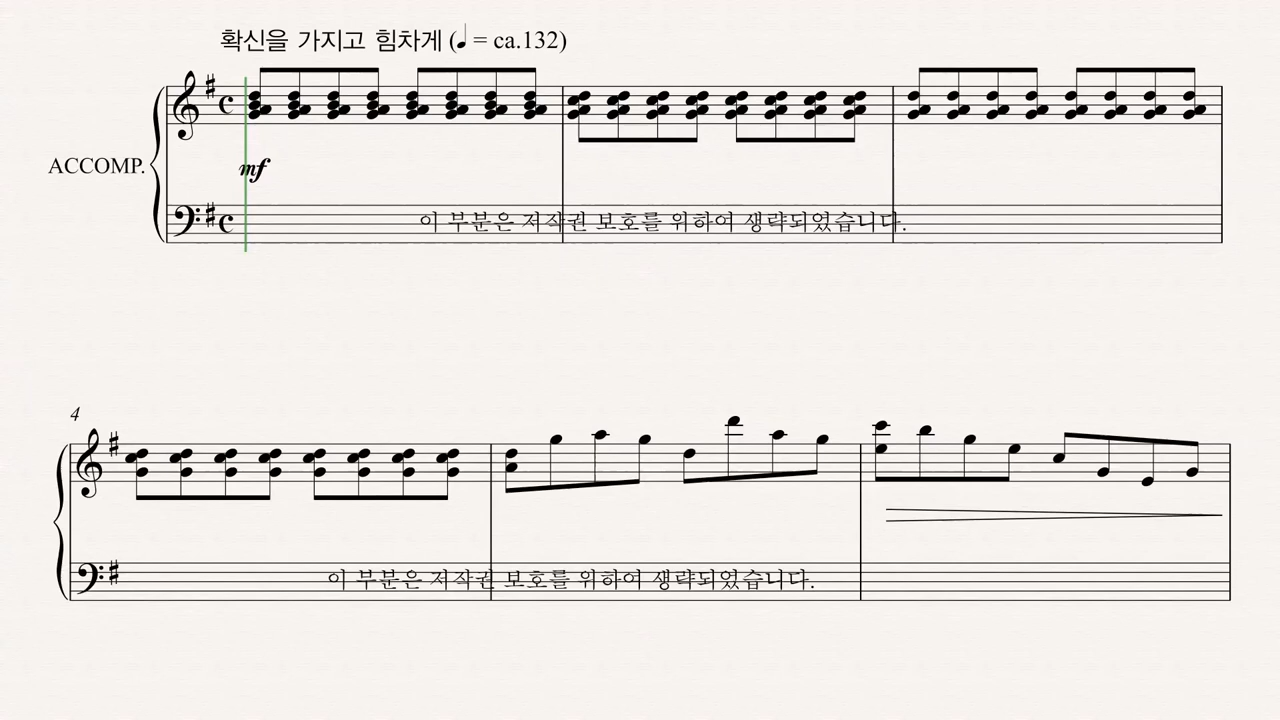 확신을 가지고 힘차게 (♩ = ca.132)
ACCOMP.
mf
이 부분은 저작권 보호를 위하여 생략되었습니다.
4
이 부분은 저작권 보호를 위하여 생략되었습니다.